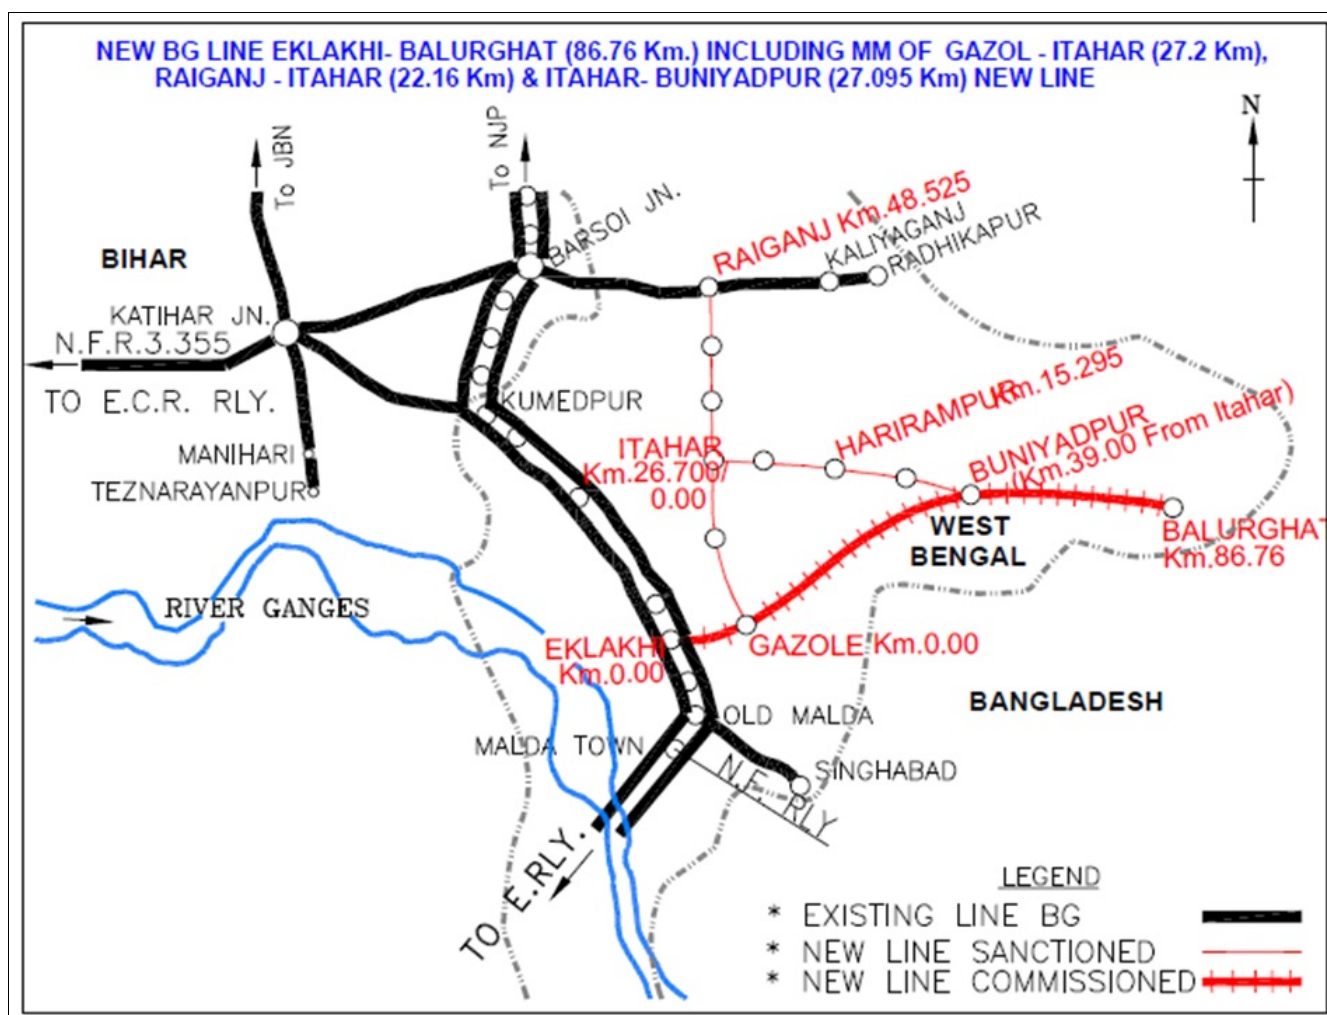 NEW BG LINE EKLAKHI- BALURGHAT (86.76 Km.) INCLUDING MM OF GAZOL - ITAHAR (27.2 Km),
RAIGANJ - ITAHAR (22.16 Km) & ITAHAR- BUNIYADPUR (27.095 Km) NEW LINE
N
To JBN
To NJP
BARSOI JN.
RAIGANJ Km.48.525
KALIYAGANJ
RADHIKAPUR
BIHAR
KATIHAR JN.
N.F.R.3.355
TO E.C.R. RLY.
KUMEDPUR
MANIHARI
TEZNARAYANPUR
ITAHAR
Km.26.700/
0.00
HARIRAMPUR
Km.15.295
BUNIYADPUR
(Km.39.00 From Itahar)
WEST
BENGAL
BALURGHAT
Km.86.76
RIVER GANGES
EKLAKHI
Km.0.00
GAZOLE Km.0.00
BANGLADESH
OLD MALDA
MALDA TOWN
SINGHABAD
N.F. RLY
TO E.RLY.
LEGEND
* EXISTING LINE BG
* NEW LINE SANCTIONED
* NEW LINE COMMISSIONED